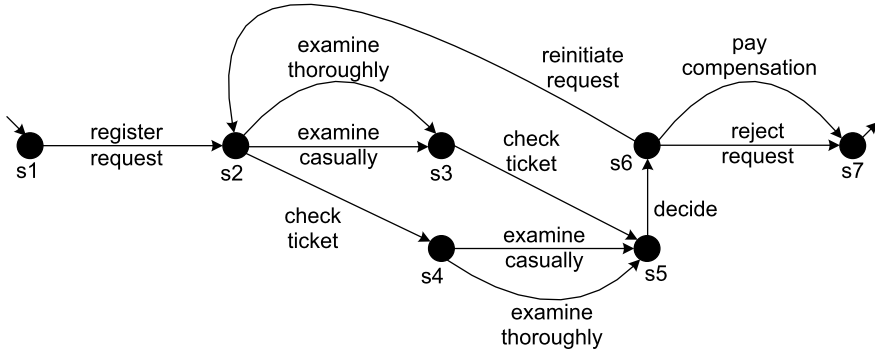 examine
thoroughly
reinitiate
request
pay
compensation
register
request
examine
casually
check
ticket
reject
request
s1
s2
s3
s6
s7
check
ticket
decide
examine
casually
s4
s5
examine
thoroughly